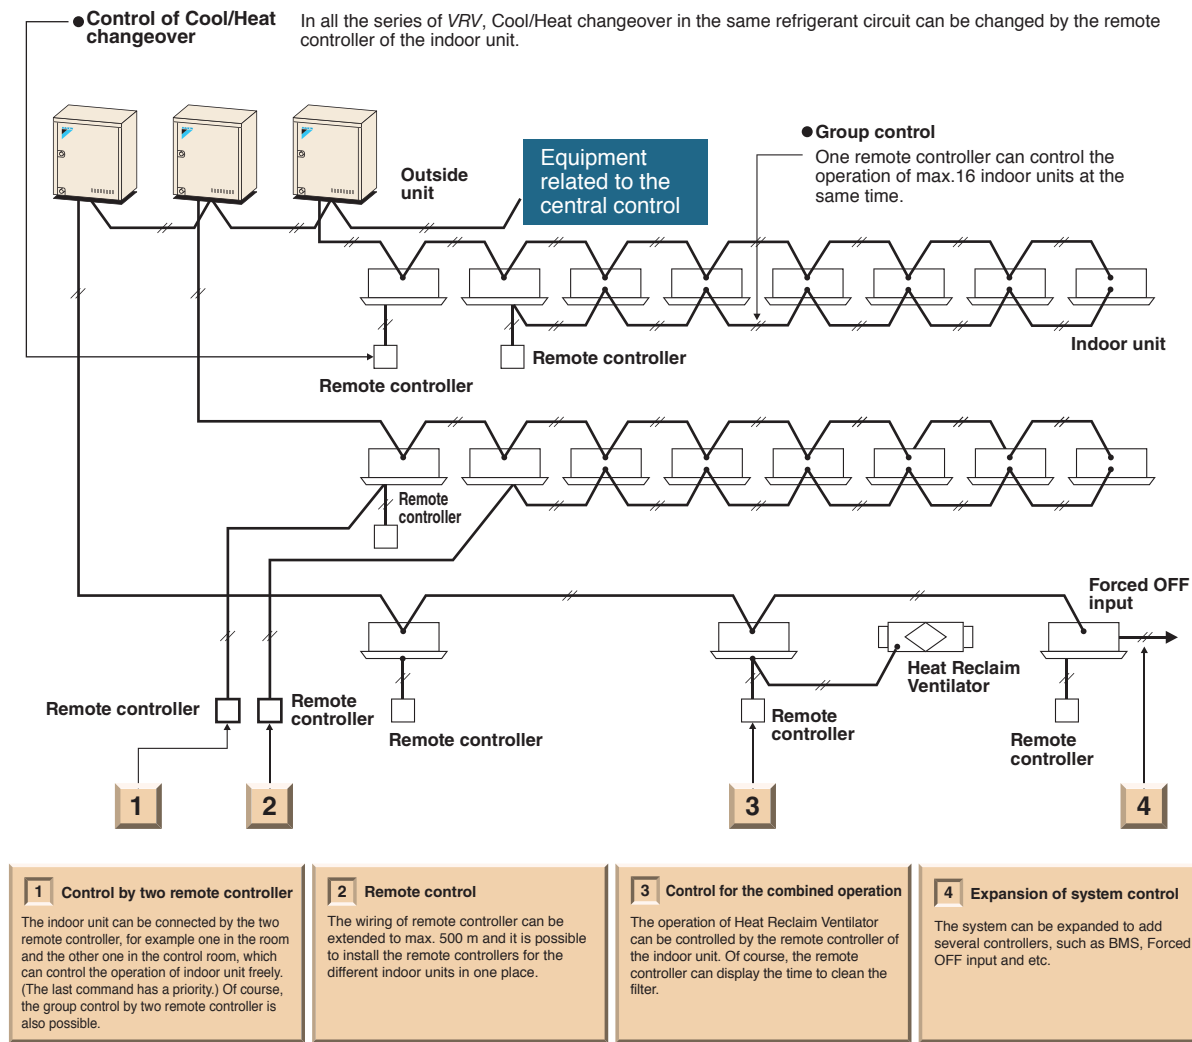 Control of Cool/Heat
changeover
In all the series of VRV, Cool/Heat changeover in the same refrigerant circuit can be changed by the remote
controller of the indoor unit.
Outside
unit
Equipment
related to the
central control
Group control
One remote controller can control the
operation of max.16 indoor units at the
same time.
Indoor unit
Remote controller
Remote controller
Remote
controller
Forced OFF
input
Heat Reclaim
Ventilator
Remote controller
Remote
controller
Remote controller
Remote
controller
Remote
controller
1
2
3
4
1 Control by two remote controller
The indoor unit can be connected by the two
remote controller, for example one in the room
and the other one in the control room, which
can control the operation of indoor unit freely.
(The last command has a priority.) Of course,
the group control by two remote controller is
also possible.
2 Remote control
The wiring of remote controller can be
extended to max. 500 m and it is possible
to install the remote controllers for the
different indoor units in one place.
3 Control for the combined operation
The operation of Heat Reclaim Ventilator
can be controlled by the remote controller of
the indoor unit. Of course, the remote
controller can display the time to clean the
filter.
4 Expansion of system control
The system can be expanded to add
several controllers, such as BMS, Forced
OFF input and etc.